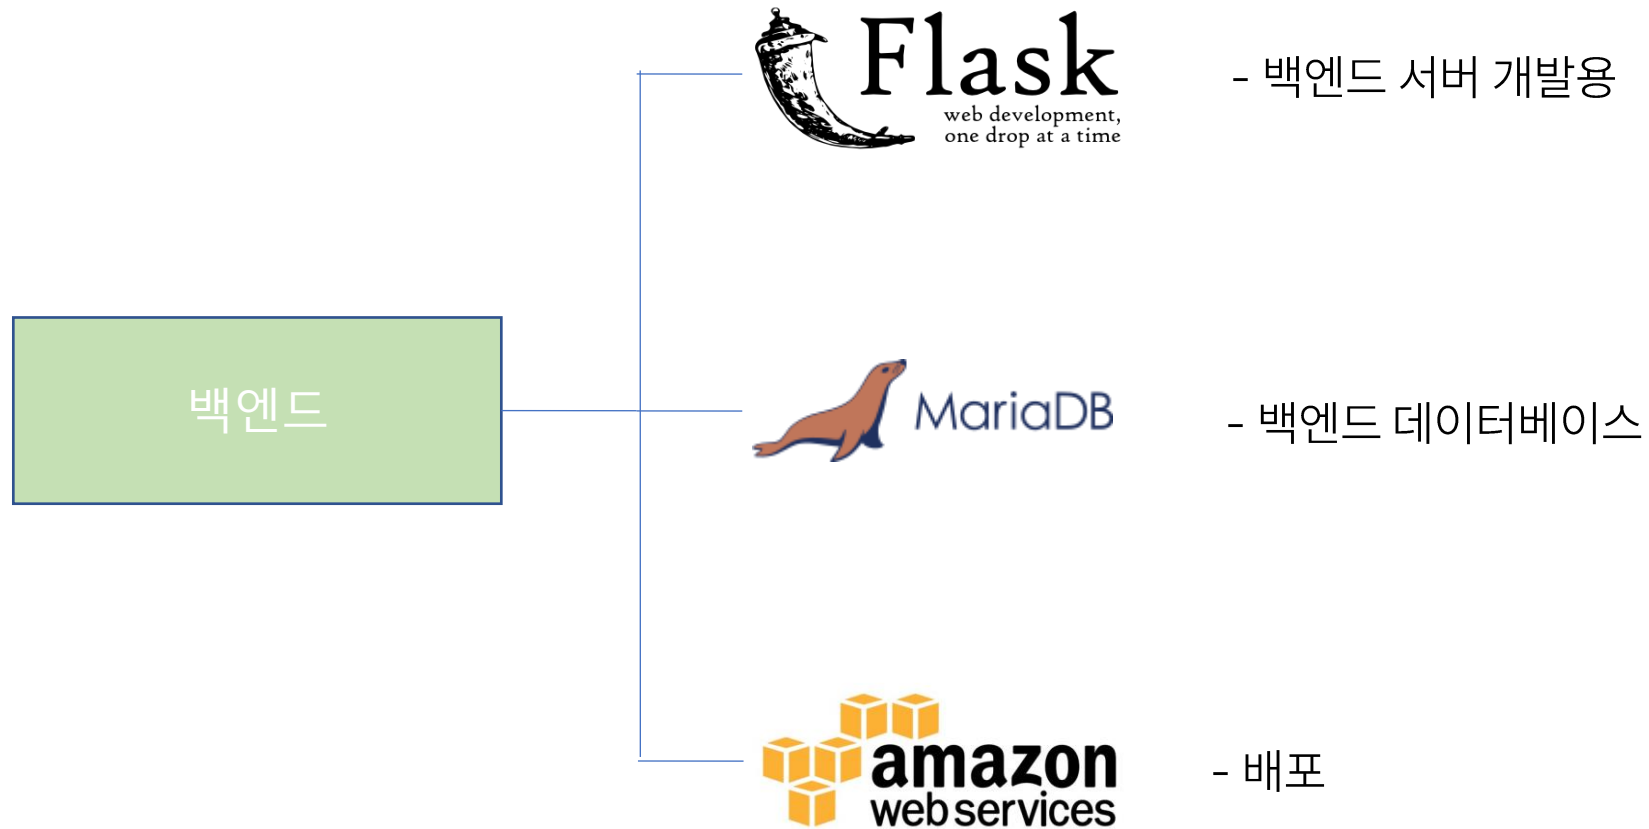 Flask
web development,
one drop at a time
- 백엔드 서버 개발용
백엔드
MariaDB
- 백엔드 데이터베이스
amazon
web services
- 배포